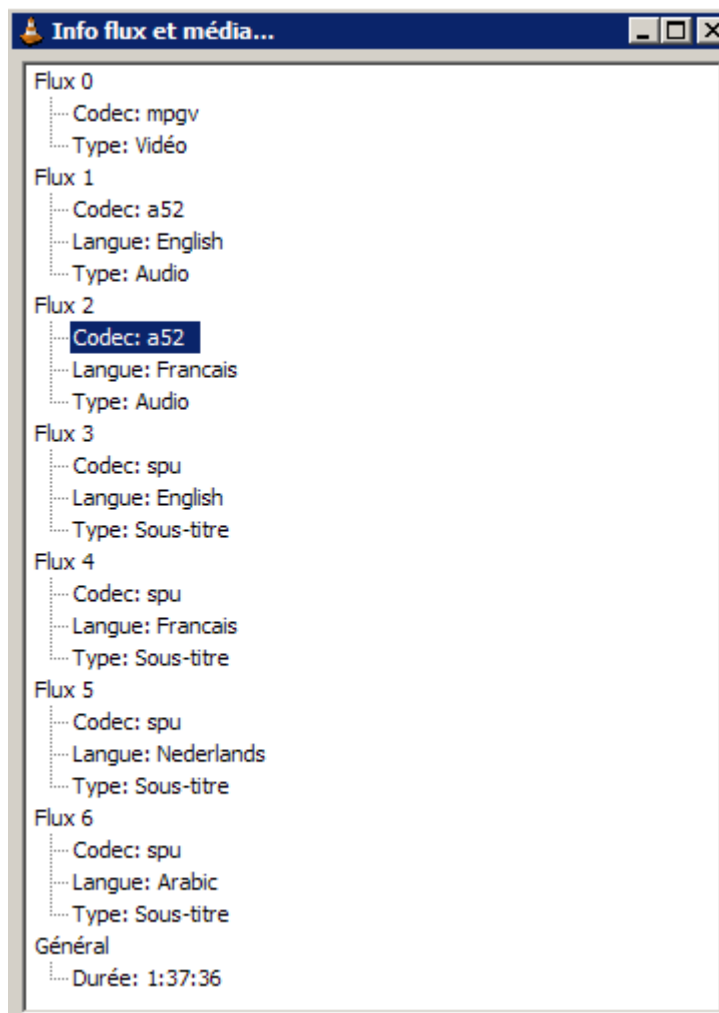 Info flux et média...
Flux 0
Codec: mpgv
Type: Vidéo
Flux 1
Codec: a52
Langue: English
Type: Audio
Flux 2
Codec: a52
Langue: Francais
Type: Audio
Flux 3
Codec: spu
Langue: English
Type: Sous-titre
Flux 4
Codec: spu
Langue: Francais
Type: Sous-titre
Flux 5
Codec: spu
Langue: Nederlands
Type: Sous-titre
Flux 6
Codec: spu
Langue: Arabic
Type: Sous-titre
Général
Durée: 1:37:36